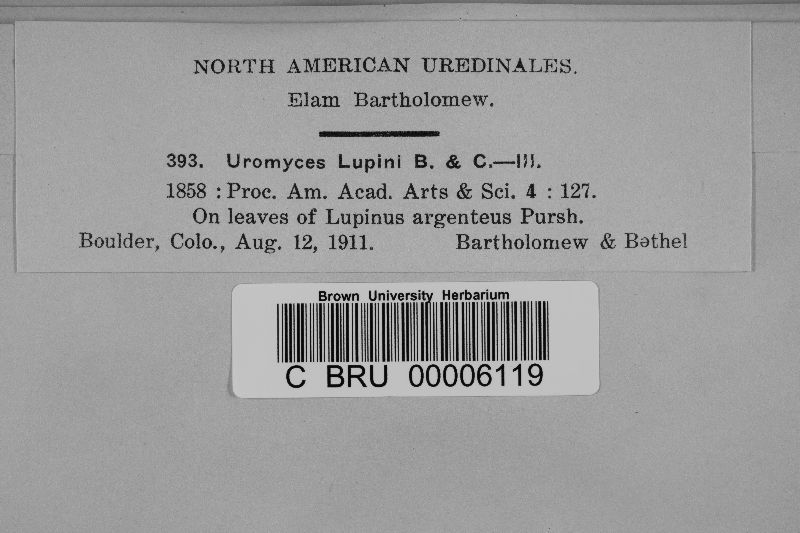 NORTH AMERICAN UREDINALES.
Elam Bartholomew.
393. Uromyces Lupini B. & C.—III.
1858 : Proc. Am. Acad. Arts & Sci. 4 : 127.
On leaves of Lupinus argenteus Pursh.
Boulder, Colo., Aug. 12, 1911. Bartholomew & Bethel
Brown University Herbarium
C BRU 00006119